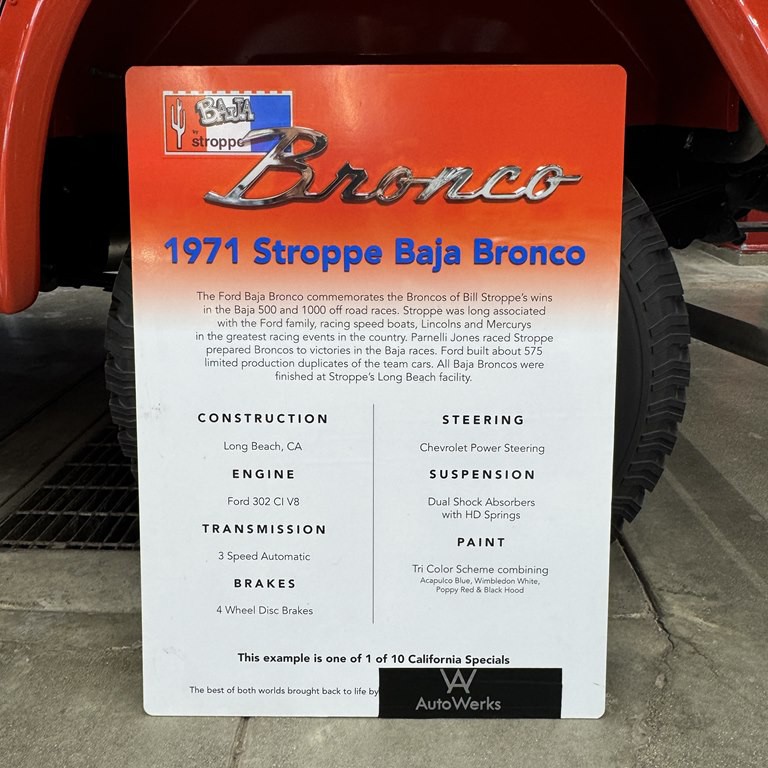 BAJA
by
stroppe
Bronco
1971 Stroppe Baja Bronco
The Ford Baja Bronco commemorates the Broncos of Bill Stroppe's wins
in the Baja 500 and 1000 off road races. Stroppe was long associated
with the Ford family, racing speed boats, Lincolns and Mercurys
in the greatest racing events in the country. Parnelli Jones raced Stroppe
prepared Broncos to victories in the Baja races. Ford built about 575
limited production duplicates of the team cars. All Baja Broncos were
finished at Stroppe's Long Beach facility.
CONSTRUCTION
Long Beach, CA
ENGINE
Ford 302 CI V8
TRANSMISSION
3 Speed Automatic
BRAKES
4 Wheel Disc Brakes
STEERING
Chevrolet Power Steering
SUSPENSION
Dual Shock Absorbers
with HD Springs
PAINT
Tri Color Scheme combining
Acapulco Blue, Wimbledon White,
Poppy Red & Black Hood
This example is one of 1 of 10 California Specials
The best of both worlds brought back to life by
AW
AutoWerks